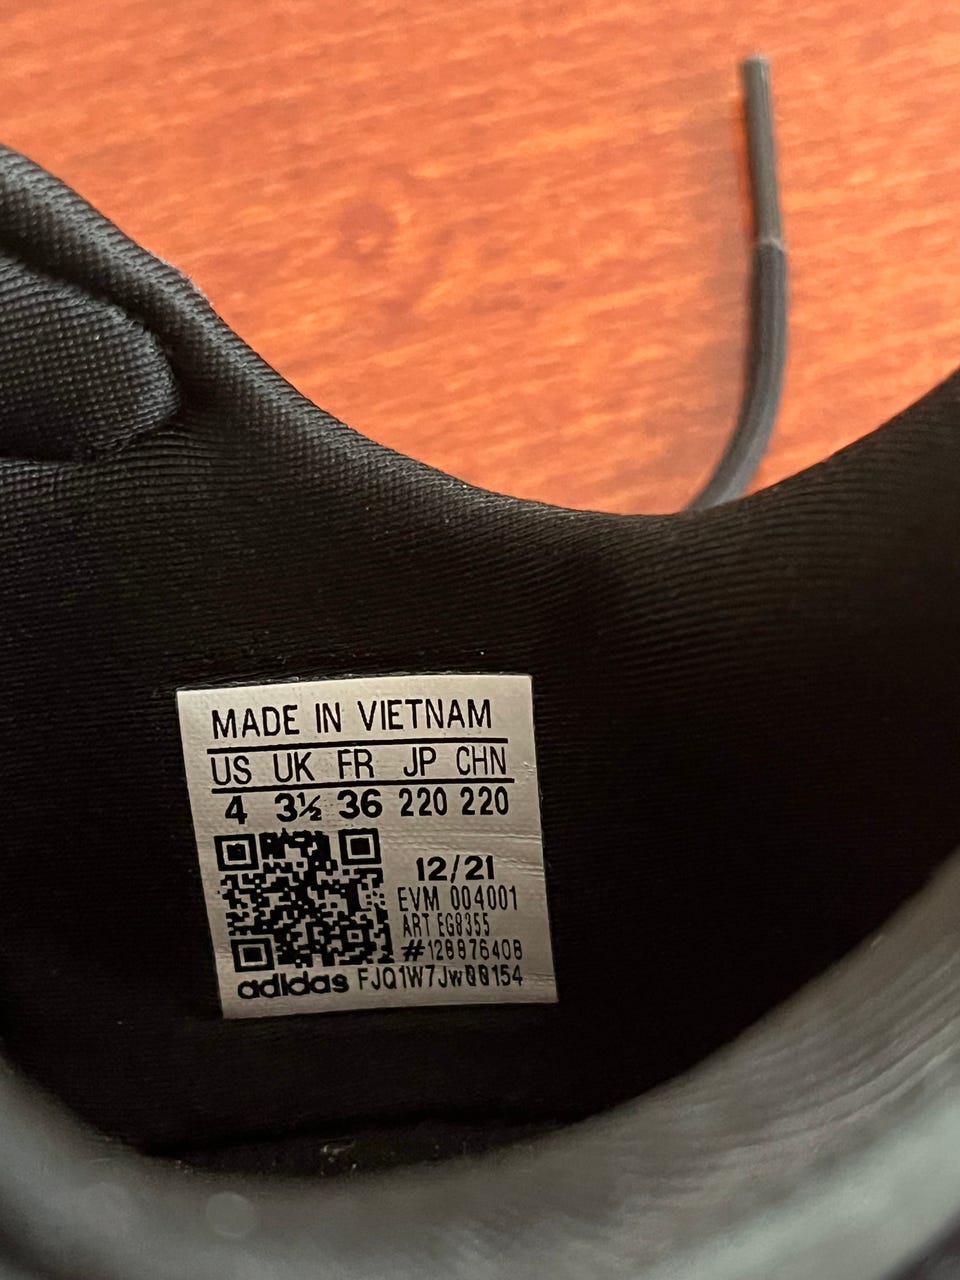 MADE IN VIETNAM
US UK FR JP CHN
4 3½ 36 220 220
12/21
EVM 004001
ART EG8355
#128876408
adidas FJQ1W7JW00154